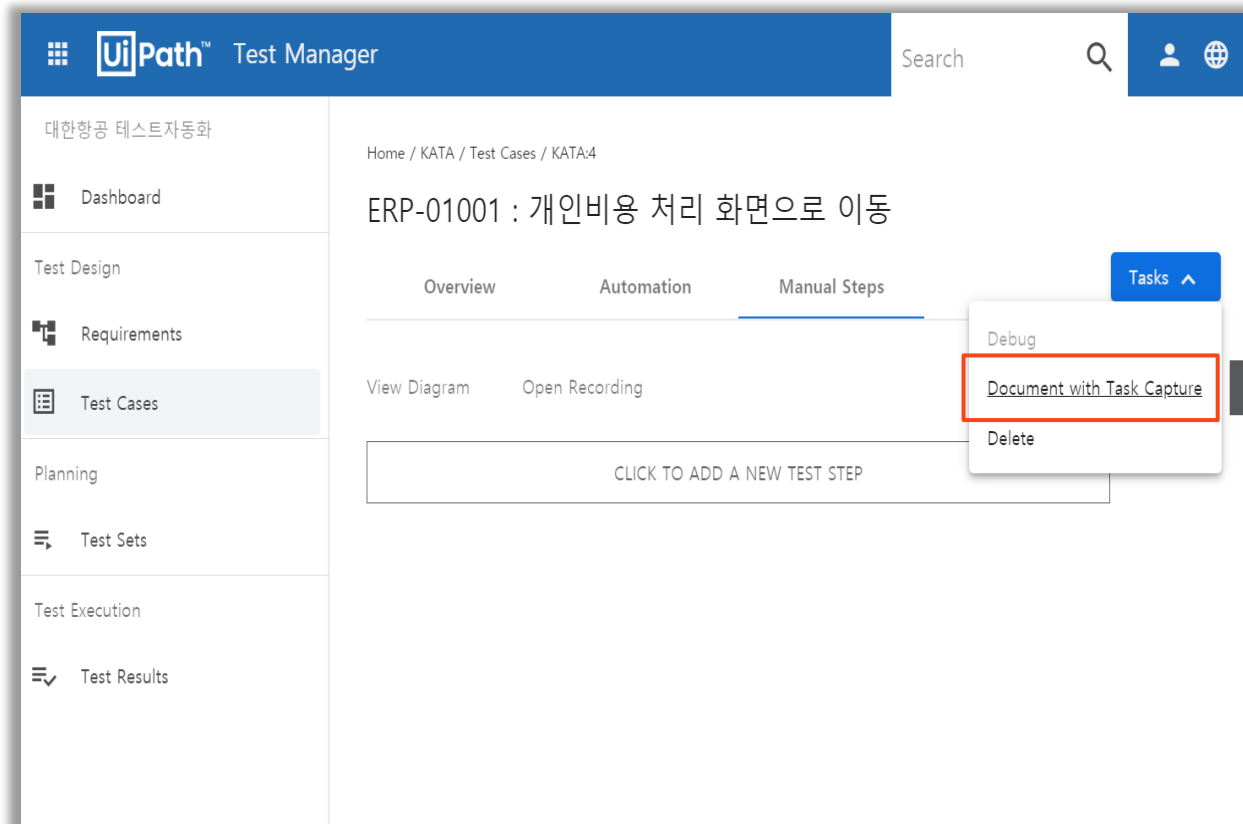 UiPath™ Test Manager
Search
대한항공 테스트자동화
Dashboard
Test Design
Requirements
Test Cases
Planning
Test Sets
Test Execution
Test Results
Home / KATA / Test Cases / KATA:4
ERP-01001 : 개인비용 처리 화면으로 이동
Overview Automation Manual Steps
Tasks
Debug
Document with Task Capture
Delete
View Diagram Open Recording
CLICK TO ADD A NEW TEST STEP